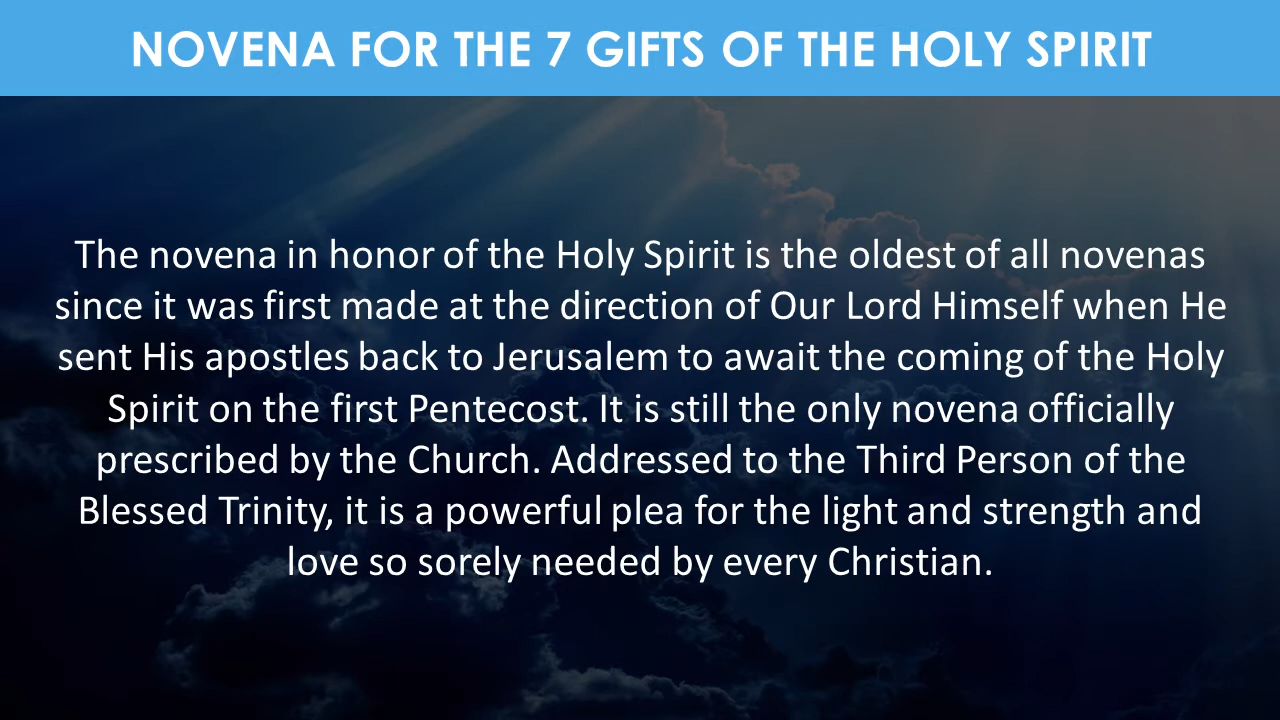 NOVENA FOR THE 7 GIFTS OF THE HOLY SPIRIT
The novena in honor of the Holy Spirit is the oldest of all novenas
since it was first made at the direction of Our Lord Himself when He
sent His apostles back to Jerusalem to await the coming of the Holy
Spirit on the first Pentecost. It is still the only novena officially
prescribed by the Church. Addressed to the Third Person of the
Blessed Trinity, it is a powerful plea for the light and strength and
love so sorely needed by every Christian.